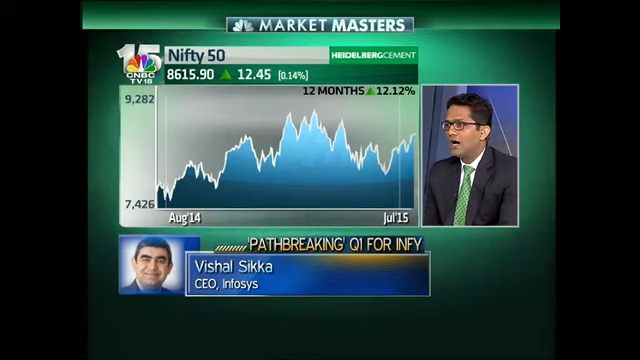 MARKET MASTERS
15
CNBC
TV18
Nifty 50
HEIDELBERGCEMENT
8615.90 12.45 [0.14%]
12 MONTHS 12.12%
9,282
7,426
Aug'14
Jul'15
'PATHBREAKING' Q1 FOR INFY
Vishal Sikka
CEO, Infosys